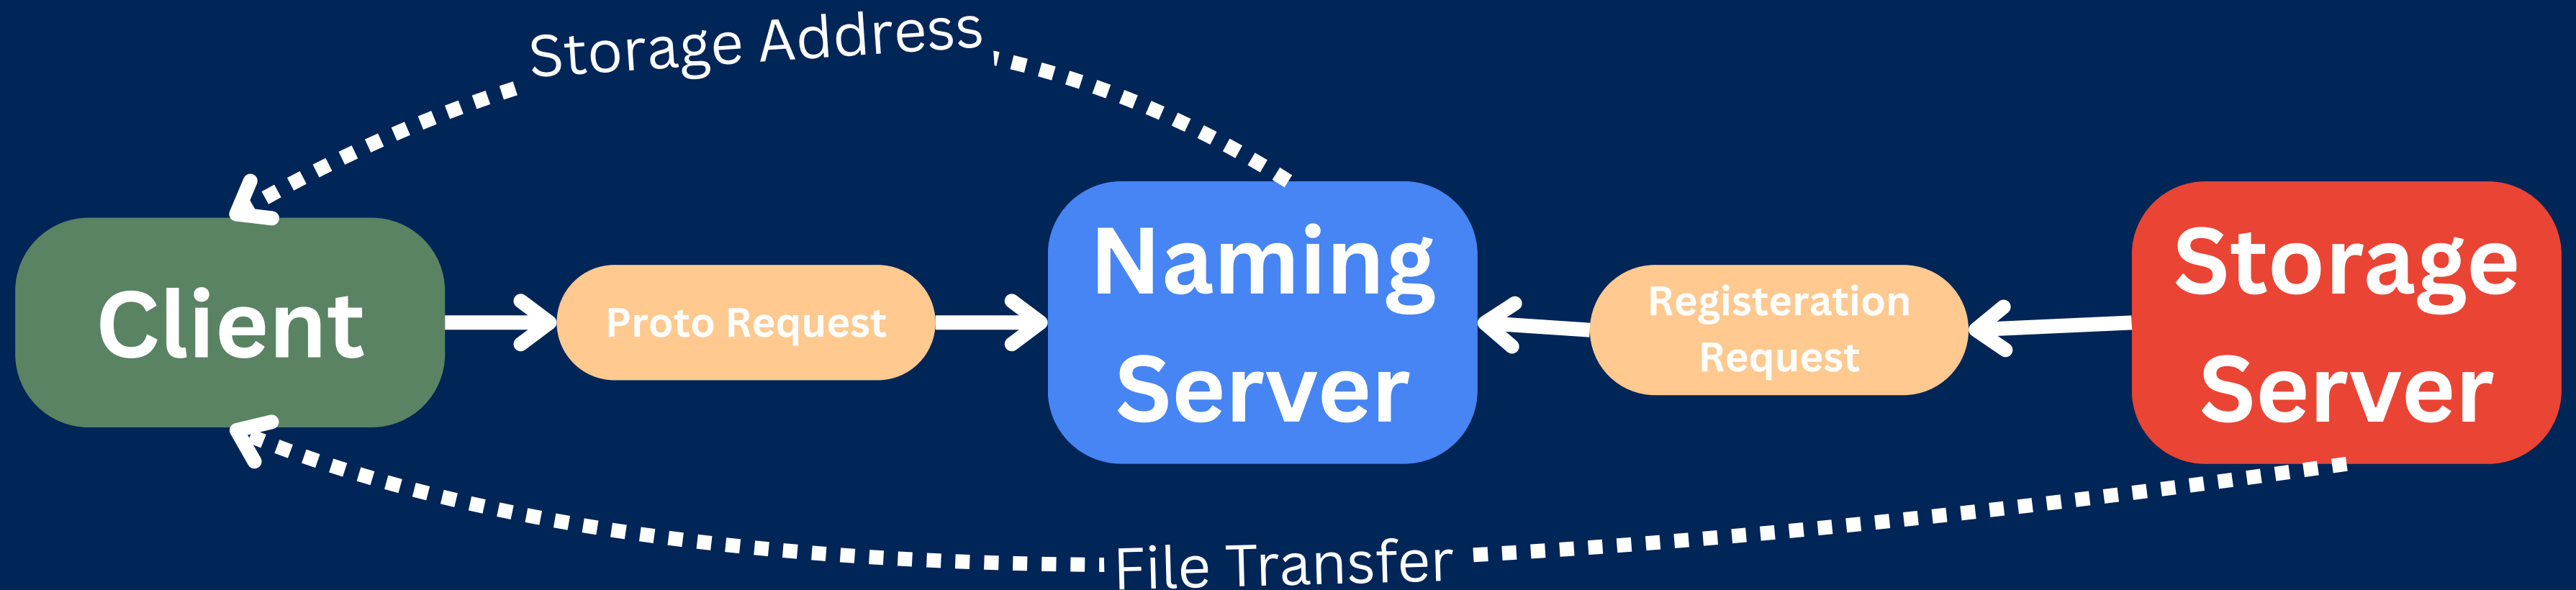 Storage Address
Client
Proto Request
Naming
Server
Registeration
Request
Storage
Server
File Transfer